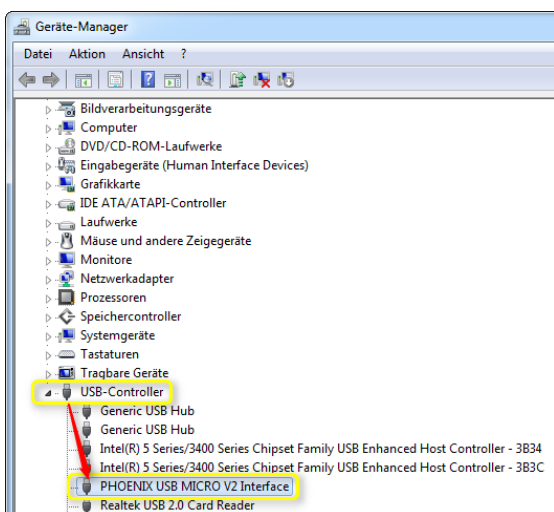 Geräte-Manager
Datei Aktion Ansicht ?
Bildverarbeitungsgeräte
Computer
DVD/CD-ROM-Laufwerke
Eingabegeräte (Human Interface Devices)
Grafikkarte
IDE ATA/ATAPI-Controller
Laufwerke
Mäuse und andere Zeigegeräte
Monitore
Netzwerkadapter
Prozessoren
Speichercontroller
Systemgeräte
Tastaturen
Tragbare Geräte
USB-Controller
Generic USB Hub
Generic USB Hub
Intel(R) 5 Series/3400 Series Chipset Family USB Enhanced Host Controller - 3B34
Intel(R) 5 Series/3400 Series Chipset Family USB Enhanced Host Controller - 3B3C
PHOENIX USB MICRO V2 Interface
Realtek USB 2.0 Card Reader